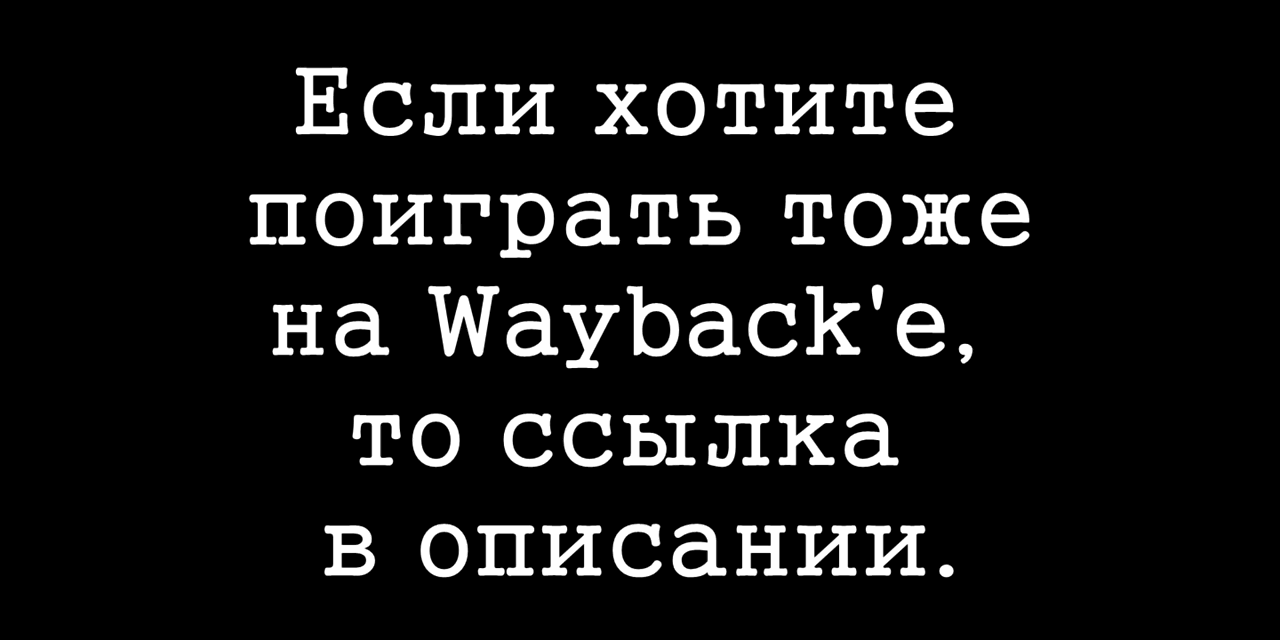 Если хотите
поиграть тоже
на Wayback'е,
то ссылка
в описании.